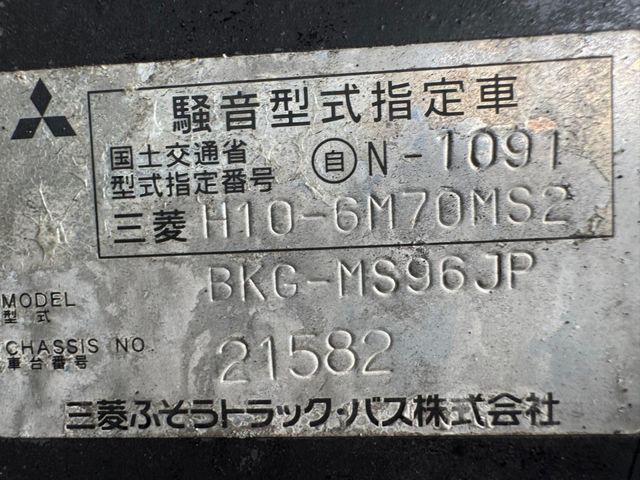 騒音型式指定車
国土交通省
型式指定番号 自 N-1091
三菱 H10-6M70MS2
MODEL
型式 BKG-MS96JP
CHASSIS NO.
車台番号 21582
三菱ふそうトラック・バス株式会社